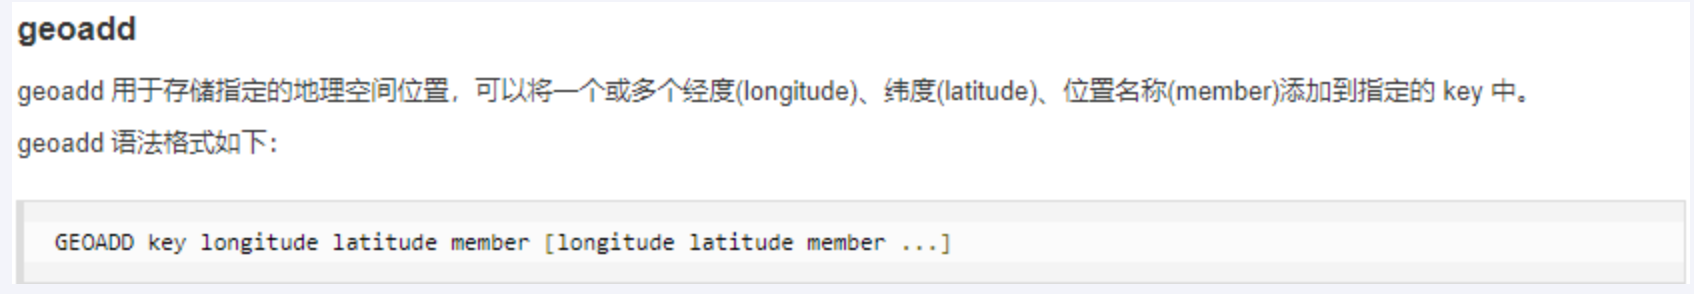 geoadd
geoadd 用于存储指定的地理空间位置，可以将一个或多个经度(longitude)、纬度(latitude)、位置名称(member)添加到指定的 key 中。
geoadd 语法格式如下：
GEOADD key longitude latitude member [longitude latitude member ...]